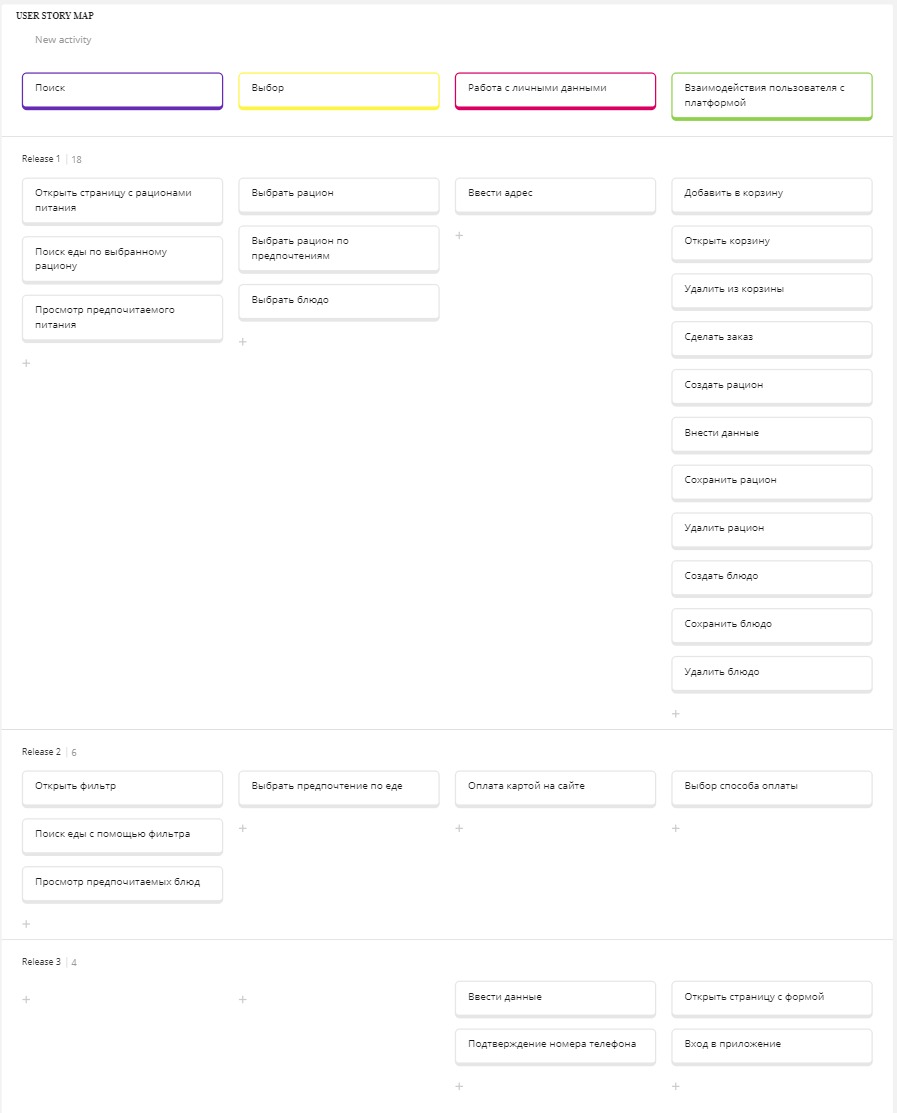 USER STORY MAP
New activity
Поиск
Выбор
Работа с личными данными
Взаимодействия пользователя с
платформой
Release 1 | 18
Открыть страницу с рационами
питания
Поиск еды по выбранному
рациону
Просмотр предпочитаемого
питания
+
Выбрать рацион
Выбрать рацион по
предпочтениям
Выбрать блюдо
+
Ввести адрес
+
Добавить в корзину
Открыть корзину
Удалить из корзины
Сделать заказ
Создать рацион
Внести данные
Сохранить рацион
Удалить рацион
Создать блюдо
Сохранить блюдо
Удалить блюдо
+
Release 2 | 6
Открыть фильтр
Поиск еды с помощью фильтра
Просмотр предпочитаемых блюд
+
Выбрать предпочтение по еде
+
Оплата картой на сайте
+
Выбор способа оплаты
+
Release 3 | 4
+
+
Ввести данные
Подтверждение номера телефона
+
Открыть страницу с формой
Вход в приложение
+